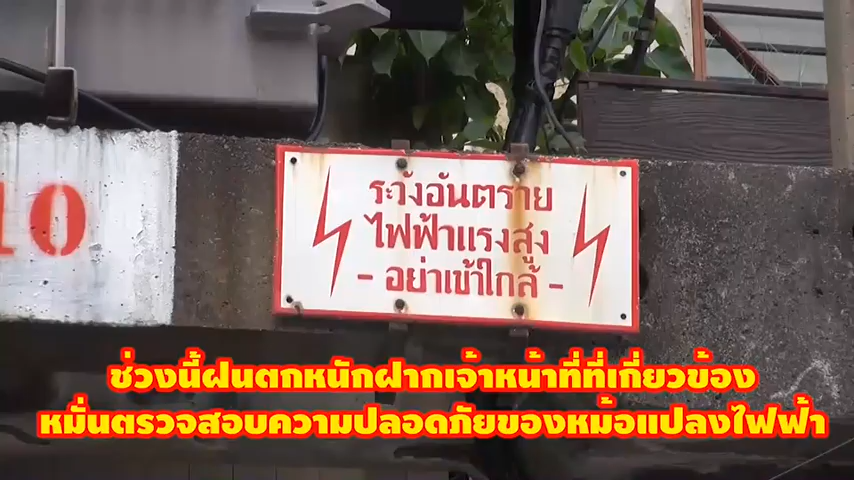 10
ระวังอันตราย
ไฟฟ้าแรงสูง
- อย่าเข้าใกล้ -
ช่วงนี้ฝนตกหนักฝากเจ้าหน้าที่ที่เกี่ยวข้อง
หมั่นตรวจสอบความปลอดภัยของหม้อแปลงไฟฟ้า